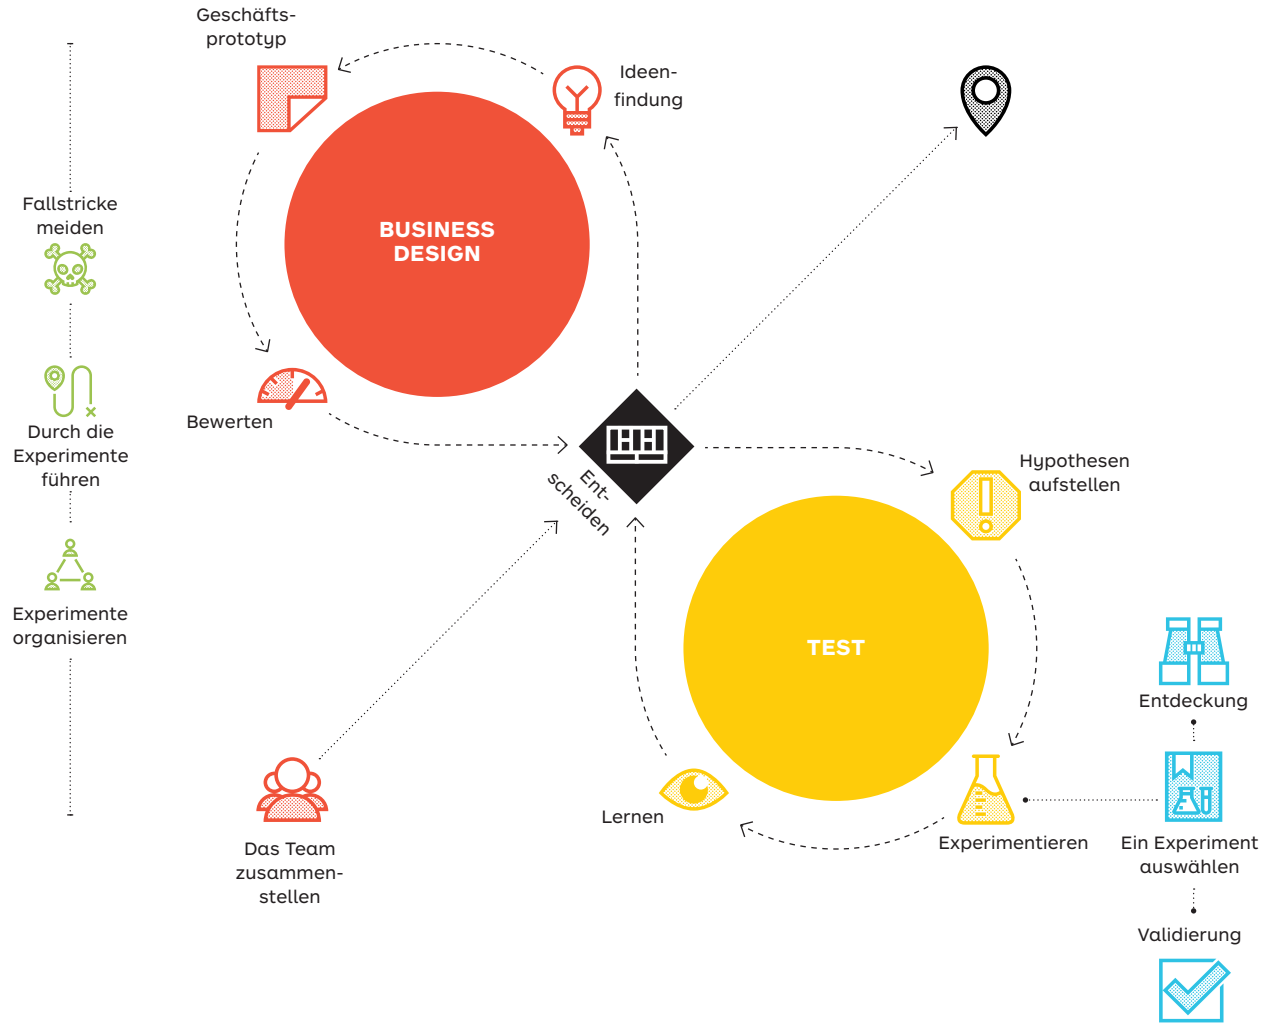 Geschäfts-
prototyp
Ideen-
findung
BUSINESS
DESIGN
Bewerten
Fallstricke
meiden
Durch die
Experimente
führen
Experimente
organisieren
Ent-
scheiden
Hypothesen
aufstellen
TEST
Lernen
Experimentieren
Das Team
zusammen-
stellen
Entdeckung
Ein Experiment
auswählen
Validierung